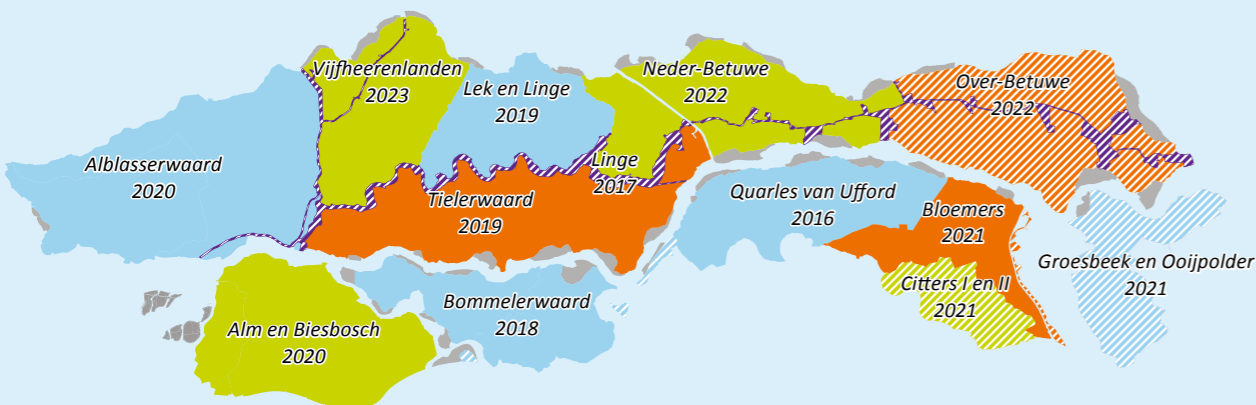 Vijfheerenlanden
2023
Lek en Linge
2019
Neder-Betuwe
2022
Over-Betuwe
2022
Alblasserwaard
2020
Linge
2017
Tielerwaard
2019
Quarles van Ufford
2016
Bloemers
2021
Groesbeek en Ooijpolder
2021
Citters I en II
2021
Bommelerwaard
2018
Alm en Biesbosch
2020